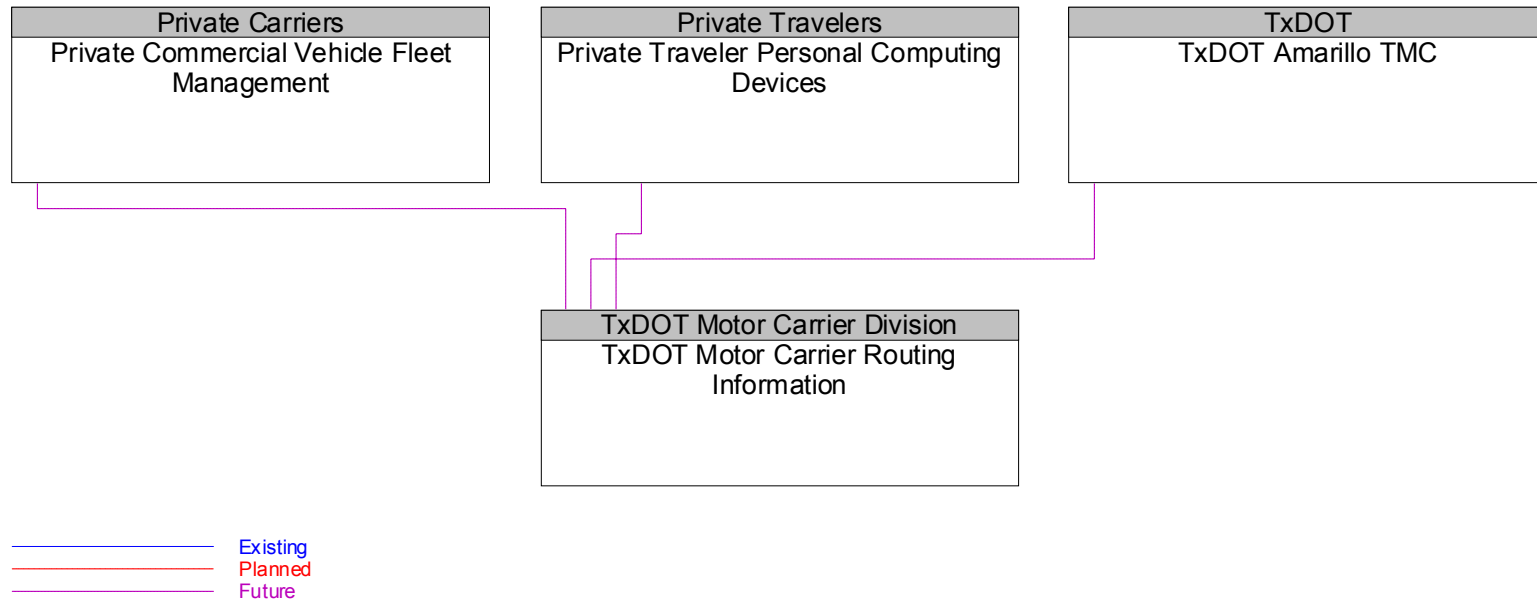 Private Carriers
Private Commercial Vehicle Fleet
Management
Private Travelers
Private Traveler Personal Computing
Devices
TxDOT
TxDOT Amarillo TMC
TxDOT Motor Carrier Division
TxDOT Motor Carrier Routing
Information
Existing
Planned
Future